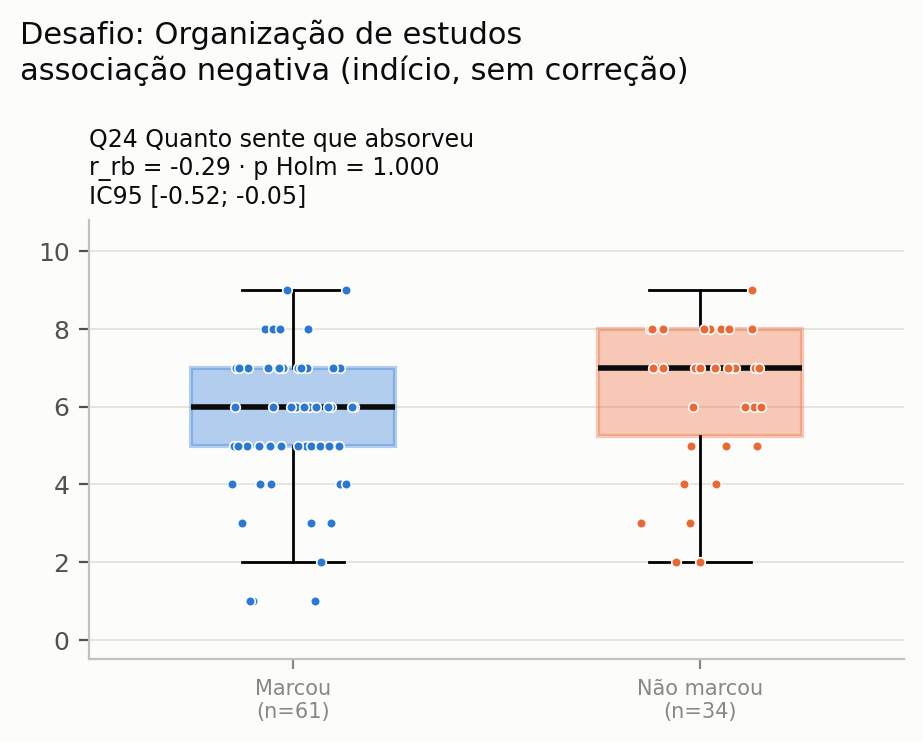 Desafio: Organização de estudos
associação negativa (indício, sem correção)
Q24 Quanto sente que absorveu
r_rb = -0.29 · p Holm = 1.000
IC95 [-0.52; -0.05]
10
8
6
4
2
0
Marcou
(n=61)
Não marcou
(n=34)